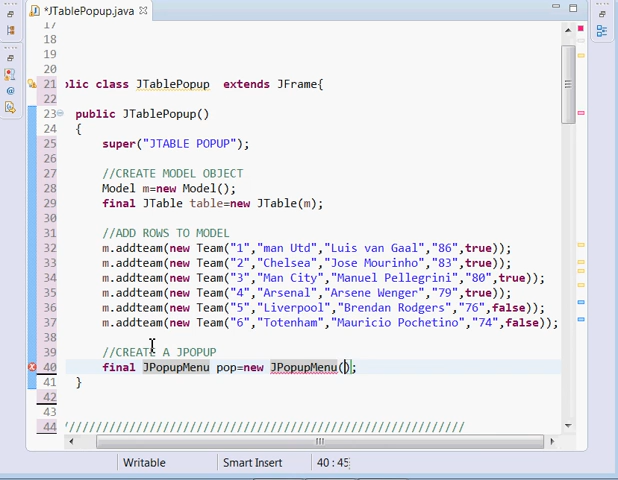 *JTablePopup.java
17
18
19
20
21 blic class JTablePopup extends JFrame{
22
23 public JTablePopup()
24 {
25 super("JTABLE POPUP");
26
27 //CREATE MODEL OBJECT
28 Model m=new Model();
29 final JTable table=new JTable(m);
30
31 //ADD ROWS TO MODEL
32 m.addteam(new Team("1","man Utd","Luis van Gaal","86",true));
33 m.addteam(new Team("2","Chelsea","Jose Mourinho","83",true));
34 m.addteam(new Team("3","Man City","Manuel Pellegrini","80",true));
35 m.addteam(new Team("4","Arsenal","Arsene Wenger","79",true));
36 m.addteam(new Team("5","Liverpool","Brendan Rodgers","76",false));
37 m.addteam(new Team("6","Totenham","Mauricio Pochetino","74",false));
38
39 //CREATE A JPOPUP
40 final JPopupMenu pop=new JPopupMenu();
41 }
42
43
44 ////////////////////////////////////////////////////////////
Writable Smart Insert 40 : 45